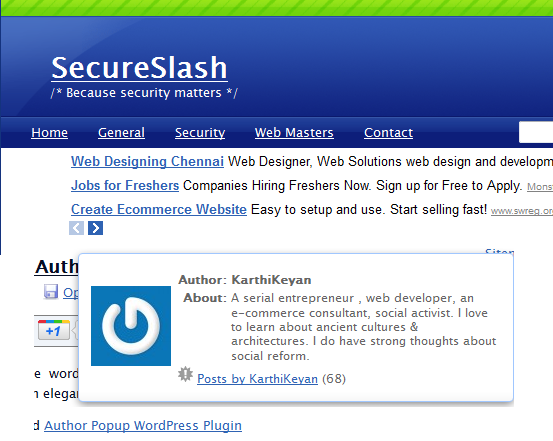 SecureSlash
/* Because security matters */
Home General Security Web Masters Contact
Web Designing Chennai Web Designer, Web Solutions web design and developm
Jobs for Freshers Companies Hiring Freshers Now. Sign up for Free to Apply. Mons
Create Ecommerce Website Easy to setup and use. Start selling fast! www.swreg.or
Auth
Op
+1
Author: KarthiKeyan
About: A serial entrepreneur , web developer, an
e-commerce consultant, social activist. I love
to learn about ancient cultures &
architectures. I do have strong thoughts about
social reform.
Posts by KarthiKeyan (68)
e word
n elegar
d Author Popup WordPress Plugin